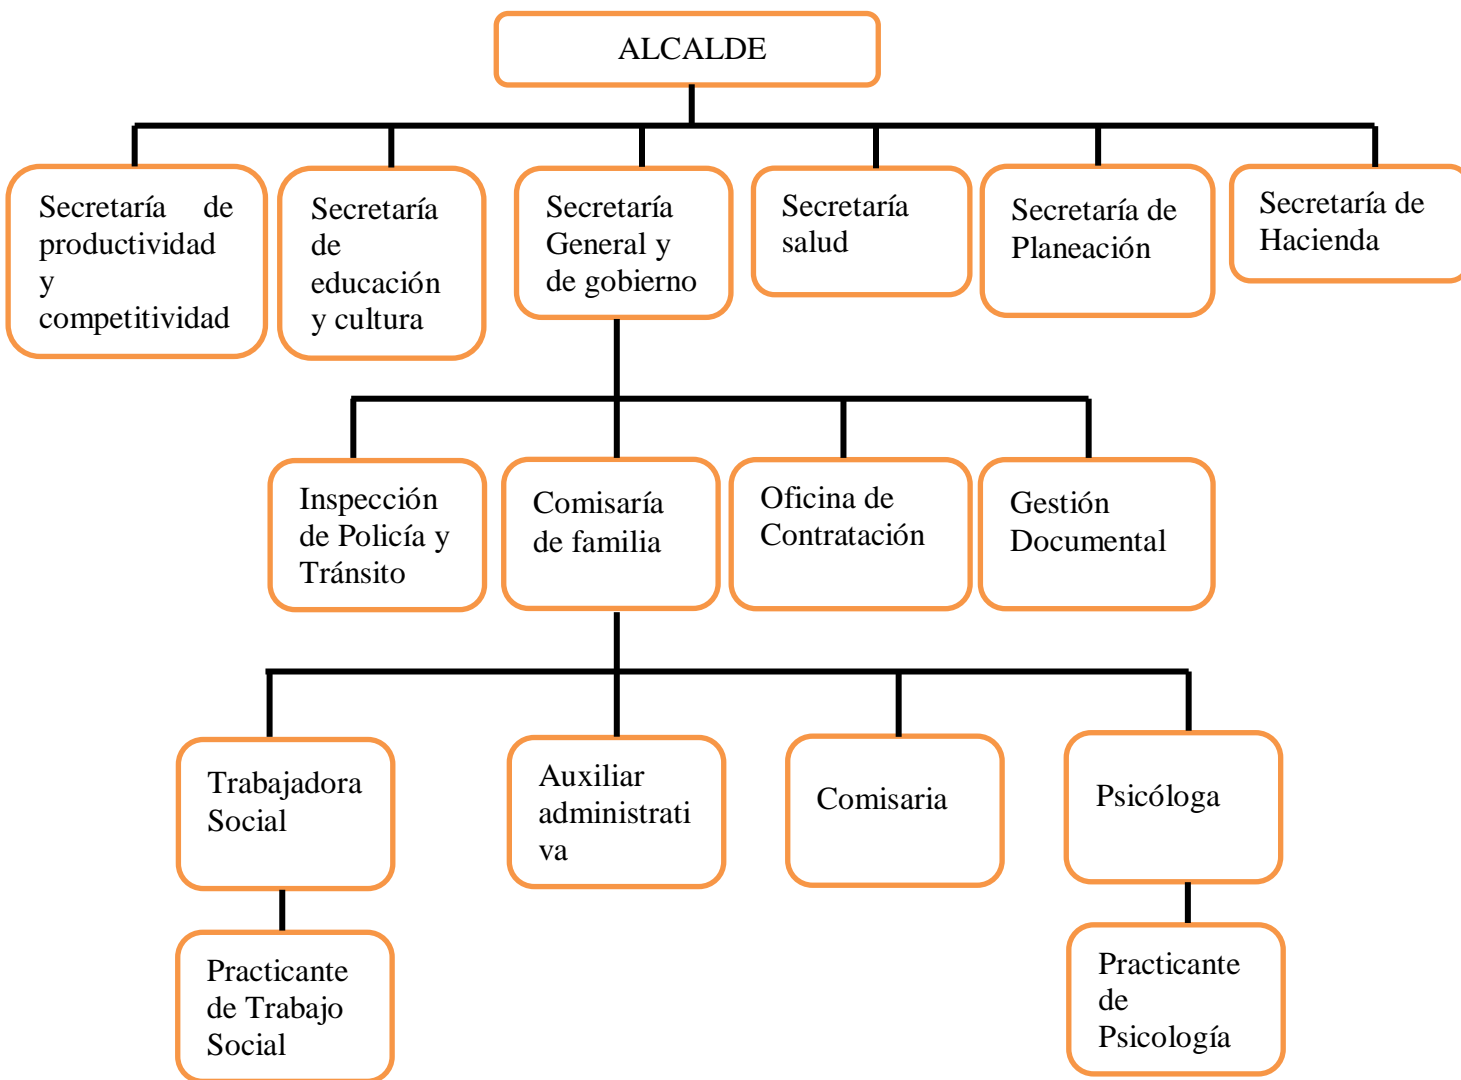 ALCALDE
Secretaría de
productividad
y
competitividad
Secretaría
de
educación
y cultura
Secretaría
General y
de gobierno
Secretaría
salud
Secretaría de
Planeación
Secretaría de
Hacienda
Inspección
de Policía y
Tránsito
Comisaría
de familia
Oficina de
Contratación
Gestión
Documental
Trabajadora
Social
Auxiliar
administrati
va
Comisaria
Psicóloga
Practicante
de Trabajo
Social
Practicante
de
Psicología